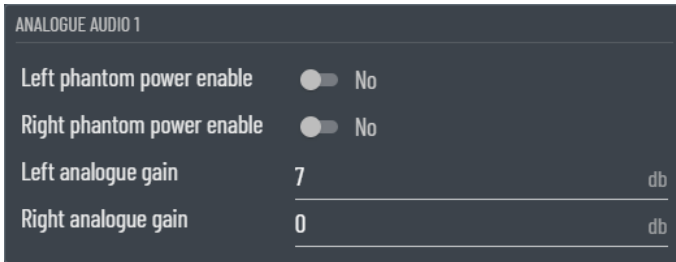 ANALOGUE AUDIO 1
Left phantom power enable No
Right phantom power enable No
Left analogue gain 7 db
Right analogue gain 0 db